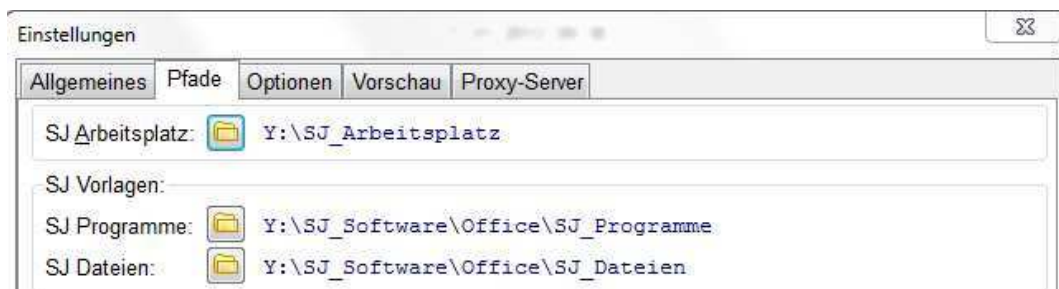 Einstellungen
Allgemeines Pfade Optionen Vorschau Proxy-Server
SJ Arbeitsplatz: Y:\SJ_Arbeitsplatz
SJ Vorlagen:
SJ Programme: Y:\SJ_Software\Office\SJ_Programme
SJ Dateien: Y:\SJ_Software\Office\SJ_Dateien